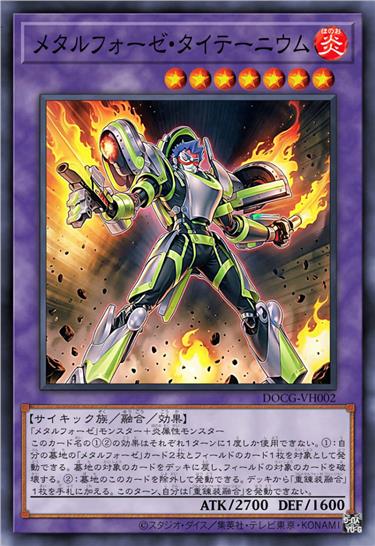 メタルフォーゼ・タイテーニウム
ほのお
炎
DOCG-VH002
【サイキック族/融合/効果】
「メタルフォーゼ」モンスター＋炎属性モンスター
このカード名の①②の効果はそれぞれ1ターンに1度しか使用できない。①：自
分の墓地の「メタルフォーゼ」カード2枚とフィールドのカード1枚を対象として発
動できる。墓地の対象のカードをデッキに戻し、フィールドの対象のカードを破
壊する。②：墓地のこのカードを除外して発動できる。デッキから「重錬装融合」
1枚を手札に加える。このターン、自分は「重錬装融合」を発動できない。
ATK/2700 DEF/1600
©スタジオ・ダイス/集英社・テレビ東京・KONAMI